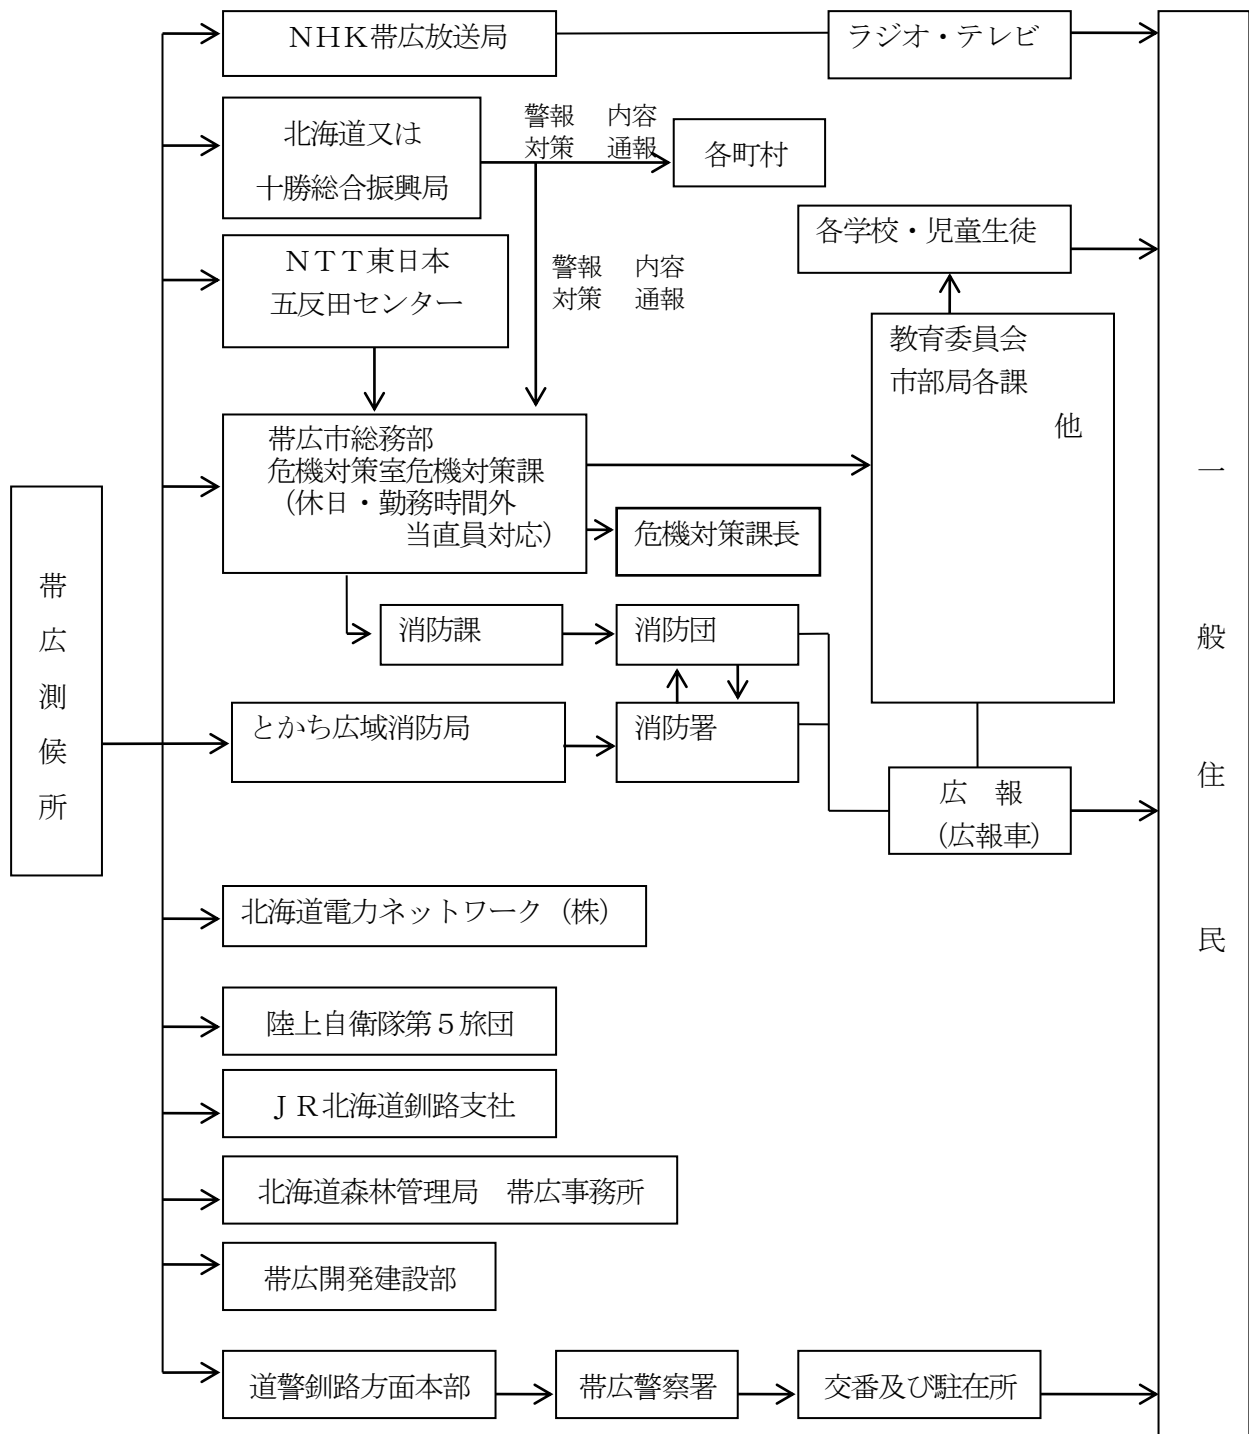 ＮＨＫ帯広放送局
ラジオ・テレビ
北海道又は
十勝総合振興局
警報　内容
対策　通報
各町村
各学校・児童生徒
ＮＴＴ東日本
五反田センター
警報　内容
対策　通報
教育委員会
市部局各課
他
帯広市総務部
危機対策室危機対策課
（休日・勤務時間外
当直員対応）
危機対策課長
消防課
消防団
とかち広域消防局
消防署
広　報
（広報車）
帯広測候所
一般住民
北海道電力ネットワーク（株）
陸上自衛隊第５旅団
ＪＲ北海道釧路支社
北海道森林管理局　帯広事務所
帯広開発建設部
道警釧路方面本部
帯広警察署
交番及び駐在所